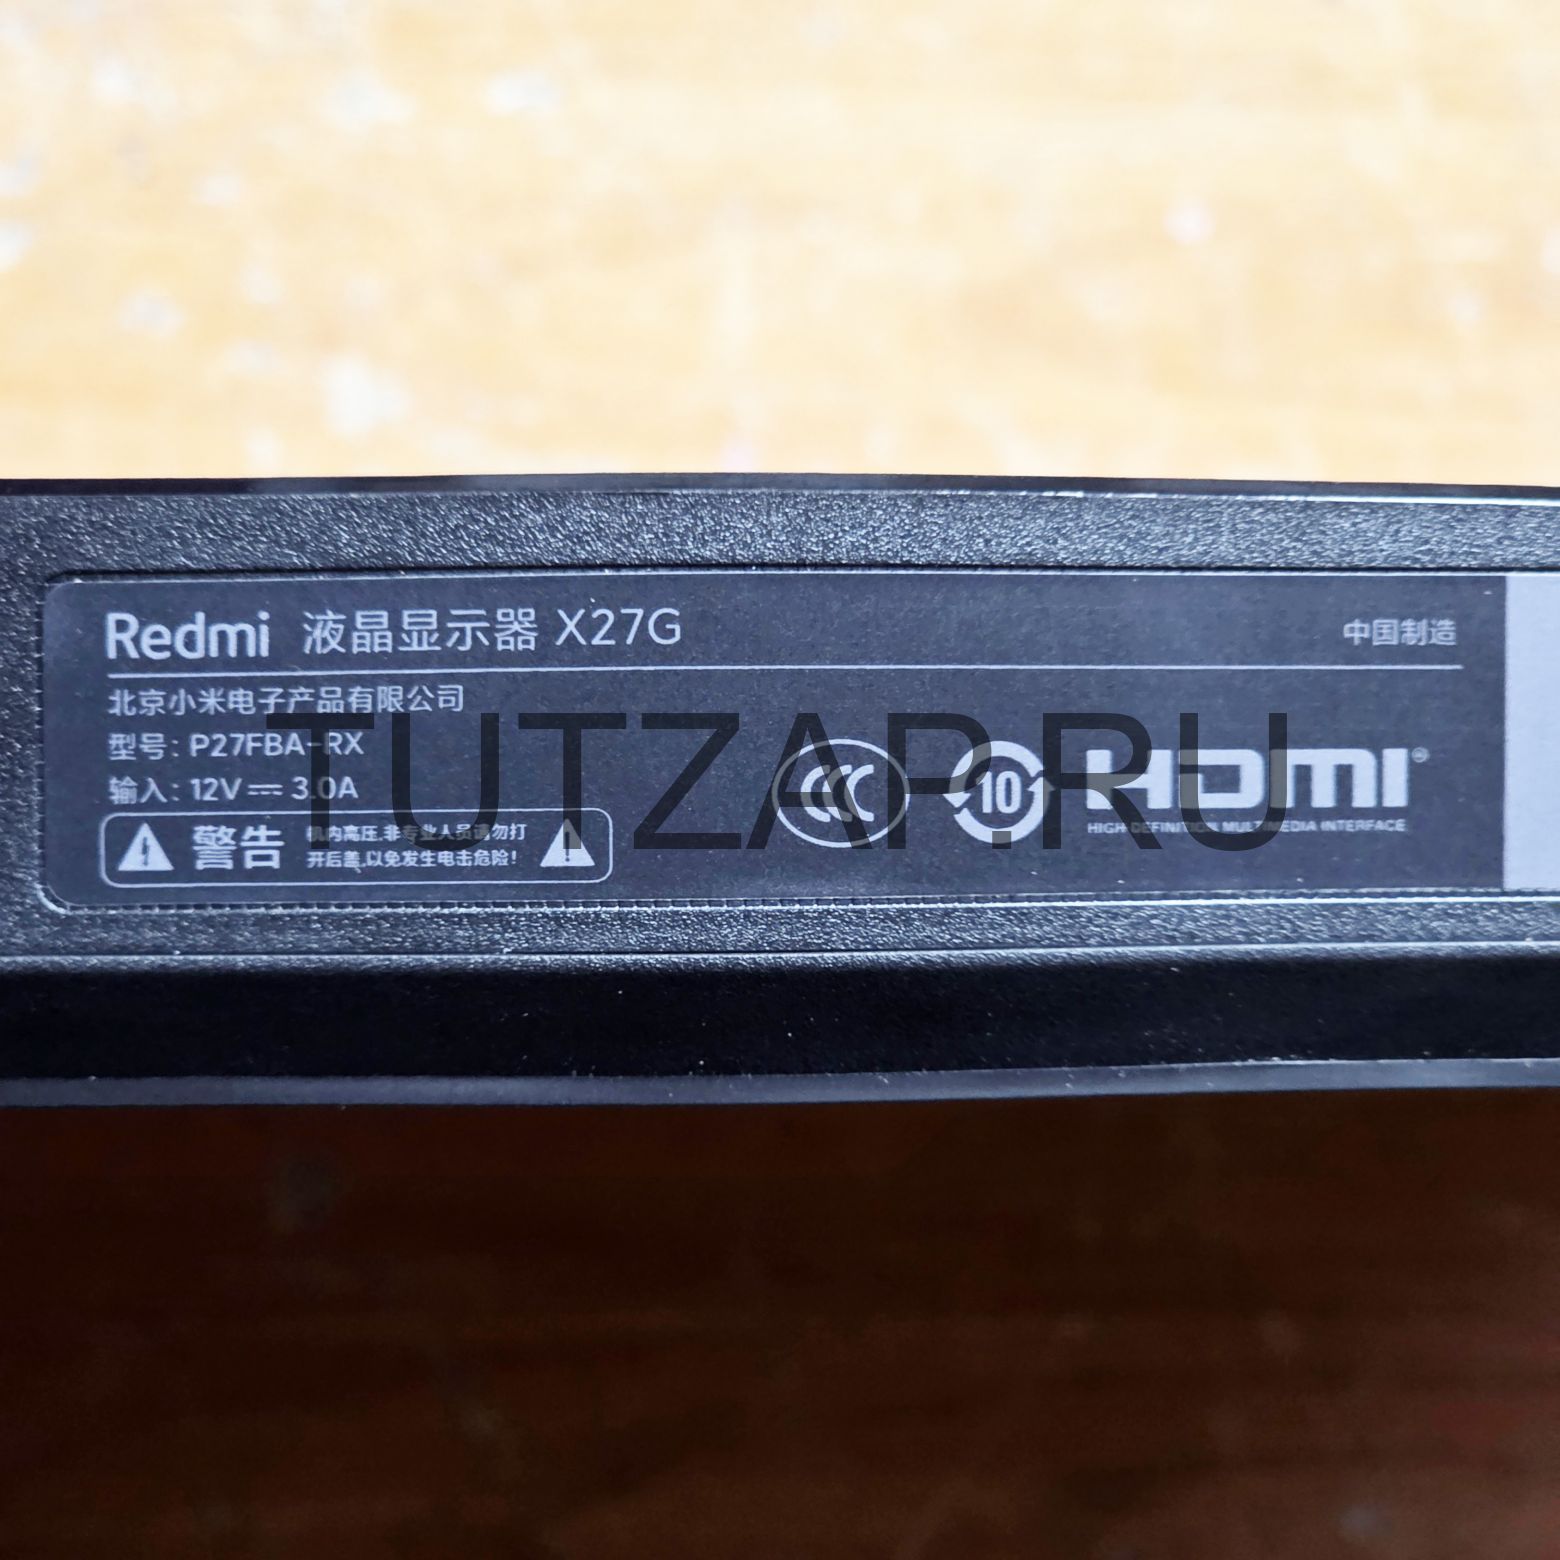 Redmi 液晶显示器 X27G
中国制造
北京小米电子产品有限公司
型号: P27FBA-RX
输入: 12V ⎓ 3.0A
警告
机内高压,非专业人员请勿打
开后盖,以免发生电击危险!
CCC
10
HDMI®
HIGH-DEFINITION MULTIMEDIA INTERFACE
TUTZAP.RU